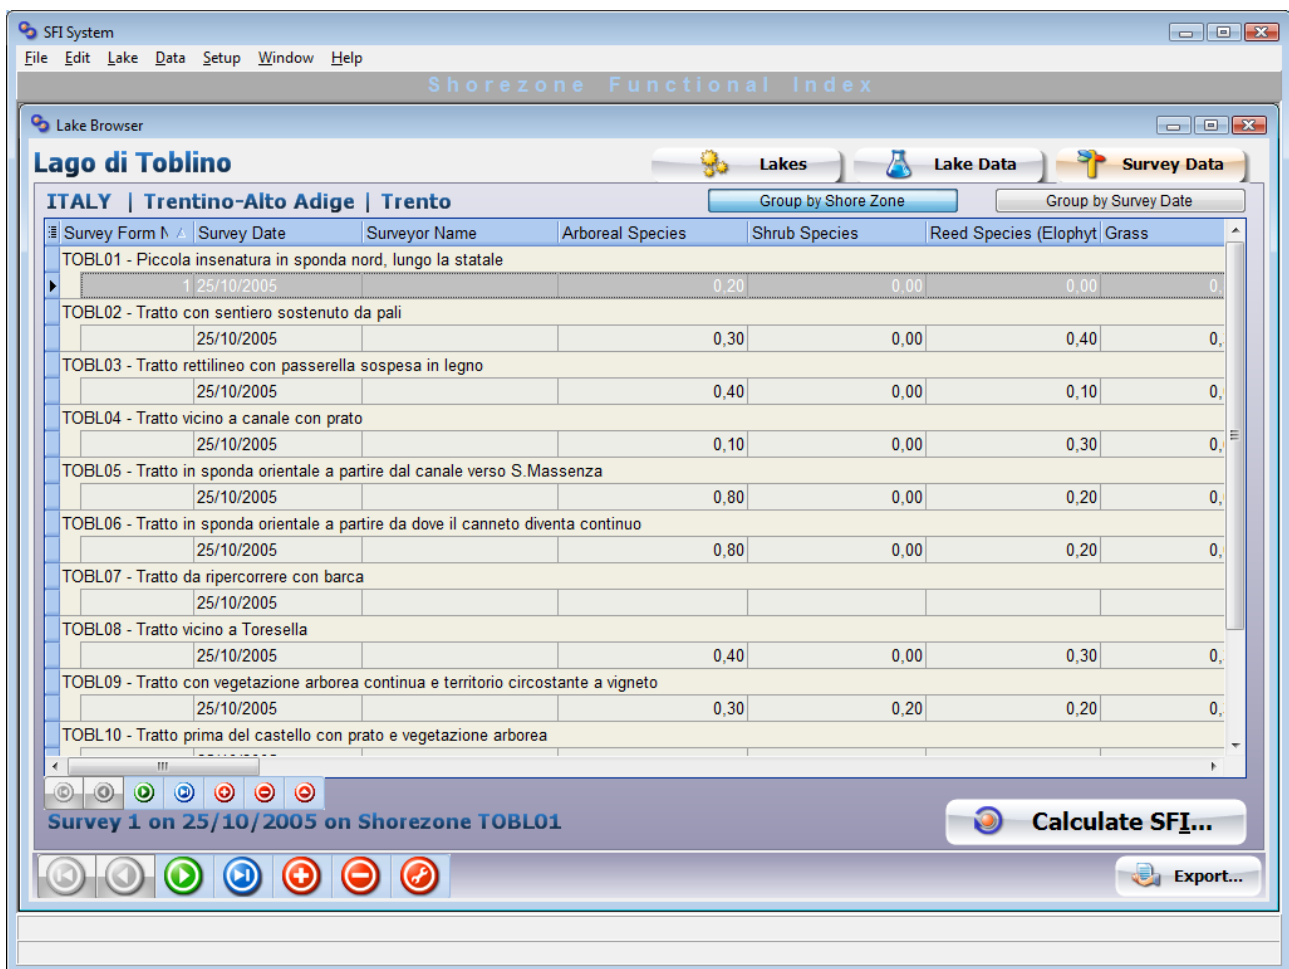 SFI System
File Edit Lake Data Setup Window Help
Shorezone Functional Index
Lake Browser
Lago di Toblino
Lakes Lake Data Survey Data
ITALY | Trentino-Alto Adige | Trento
Group by Shore Zone Group by Survey Date
Survey Form N Survey Date Surveyor Name Arboreal Species Shrub Species Reed Species (Elophyt Grass
TOBL01 - Piccola insenatura in sponda nord, lungo la statale
1 25/10/2005 0,20 0,00 0,00 0,
TOBL02 - Tratto con sentiero sostenuto da pali
25/10/2005 0,30 0,00 0,40 0,
TOBL03 - Tratto rettilineo con passerella sospesa in legno
25/10/2005 0,40 0,00 0,10 0,
TOBL04 - Tratto vicino a canale con prato
25/10/2005 0,10 0,00 0,30 0,
TOBL05 - Tratto in sponda orientale a partire dal canale verso S.Massenza
25/10/2005 0,80 0,00 0,20 0,
TOBL06 - Tratto in sponda orientale a partire da dove il canneto diventa continuo
25/10/2005 0,80 0,00 0,20 0,
TOBL07 - Tratto da ripercorrere con barca
25/10/2005
TOBL08 - Tratto vicino a Toresella
25/10/2005 0,40 0,00 0,30 0,
TOBL09 - Tratto con vegetazione arborea continua e territorio circostante a vigneto
25/10/2005 0,30 0,20 0,20 0,
TOBL10 - Tratto prima del castello con prato e vegetazione arborea
Survey 1 on 25/10/2005 on Shorezone TOBL01
Calculate SFI...
Export...